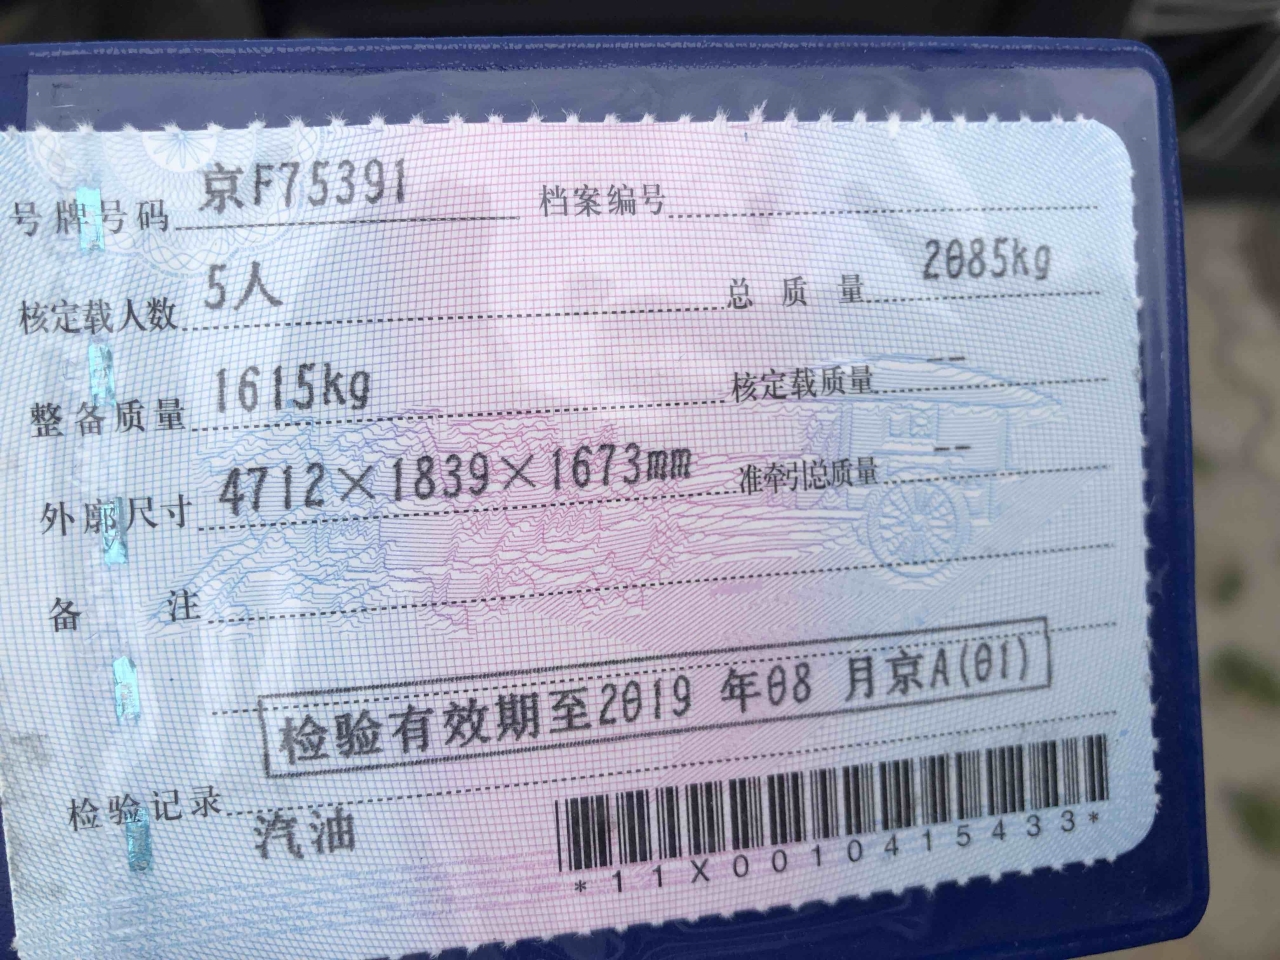 号牌号码 京F75391 档案编号
核定载人数 5人 总质量 2085kg
整备质量 1615kg 核定载质量 --
外廓尺寸 4712×1839×1673mm 准牵引总质量 --
备注
检验有效期至2019 年08 月京A(01)
检验记录
汽油
*11X0010415433*